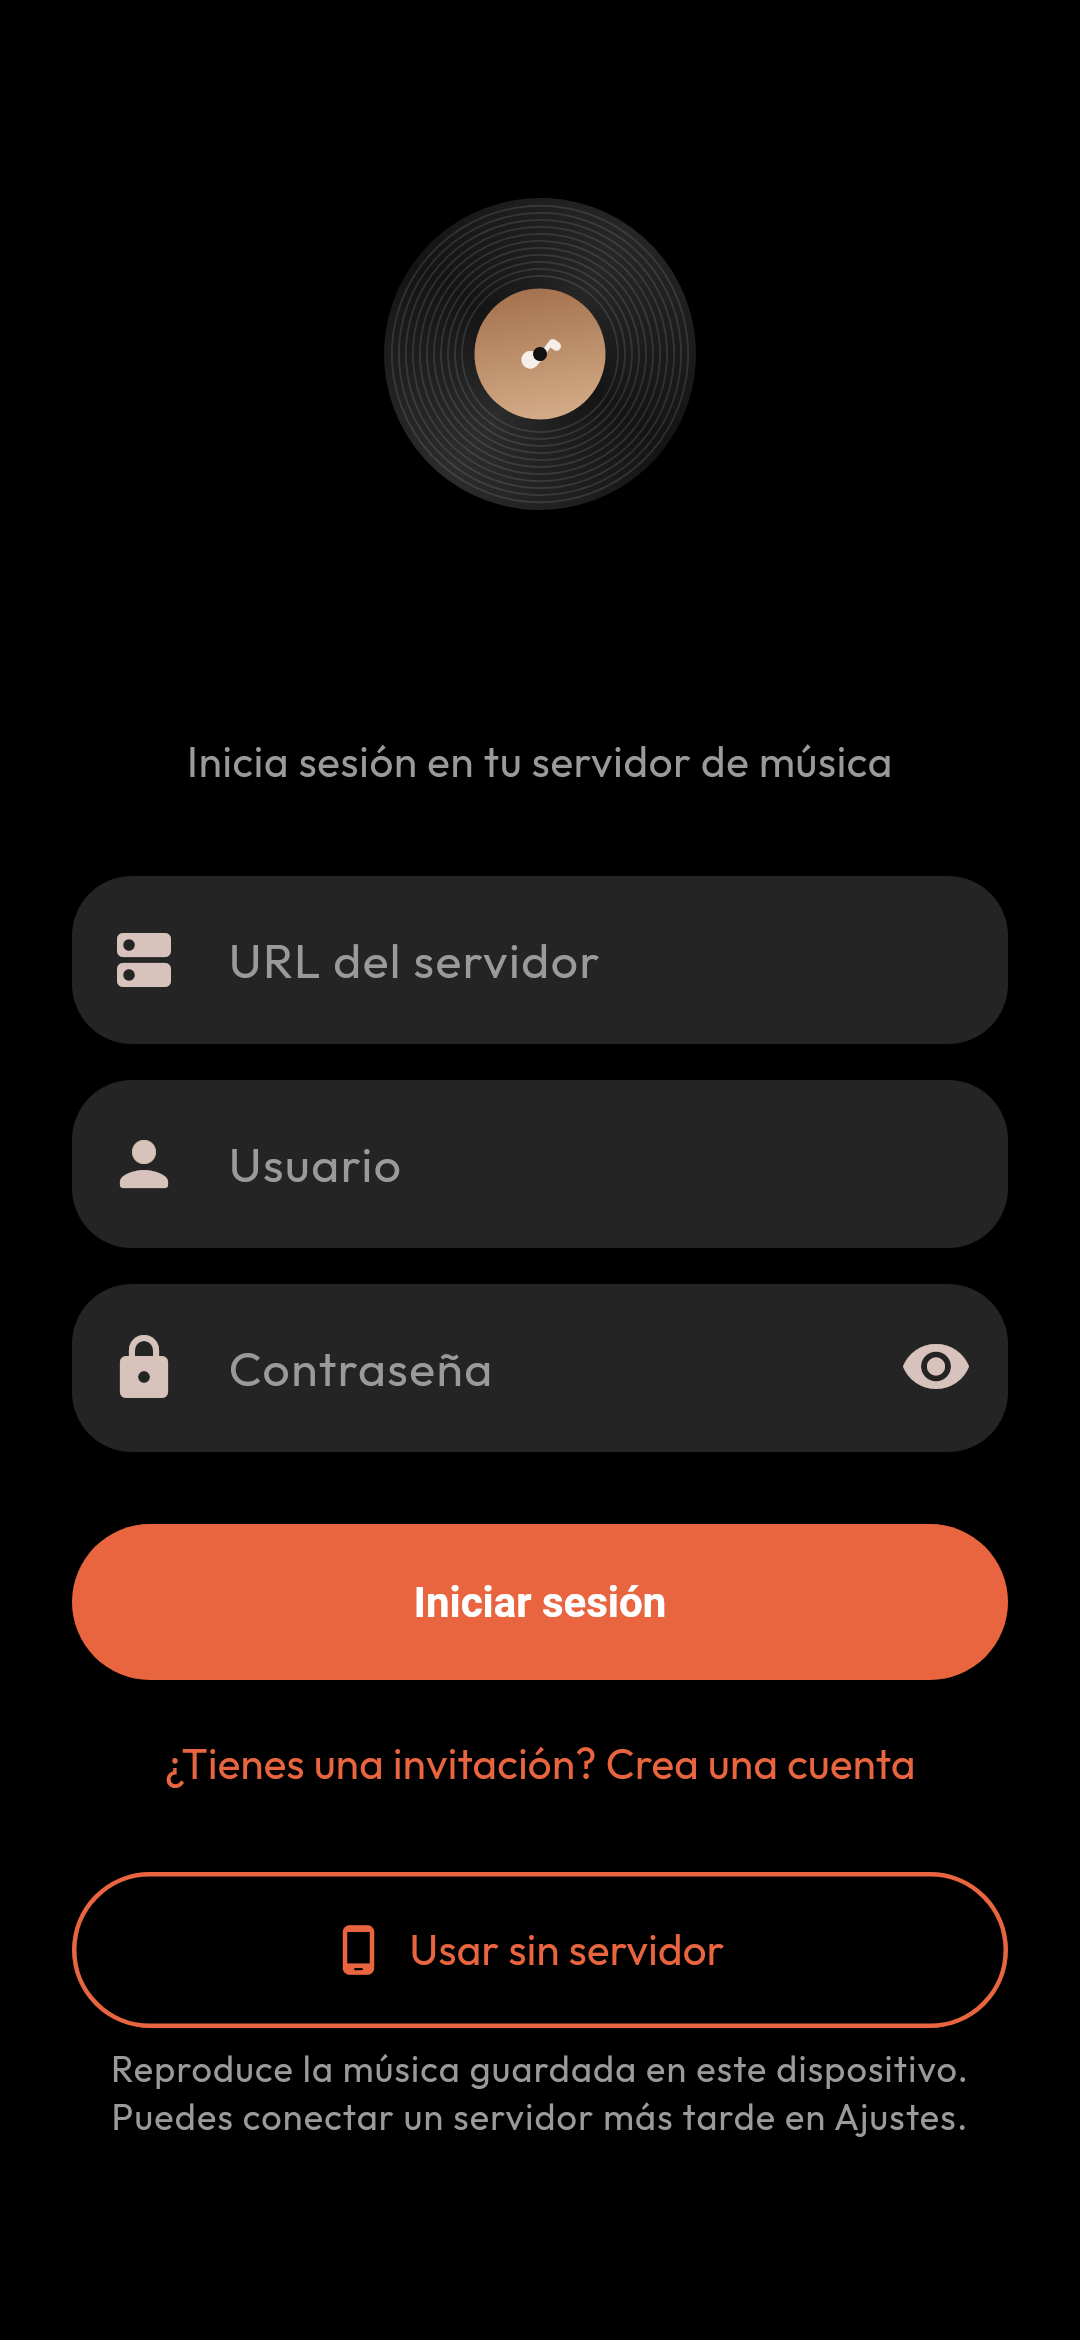 Inicia sesión en tu servidor de música
URL del servidor
Usuario
Contraseña
Iniciar sesión
¿Tienes una invitación? Crea una cuenta
Usar sin servidor
Reproduce la música guardada en este dispositivo.
Puedes conectar un servidor más tarde en Ajustes.